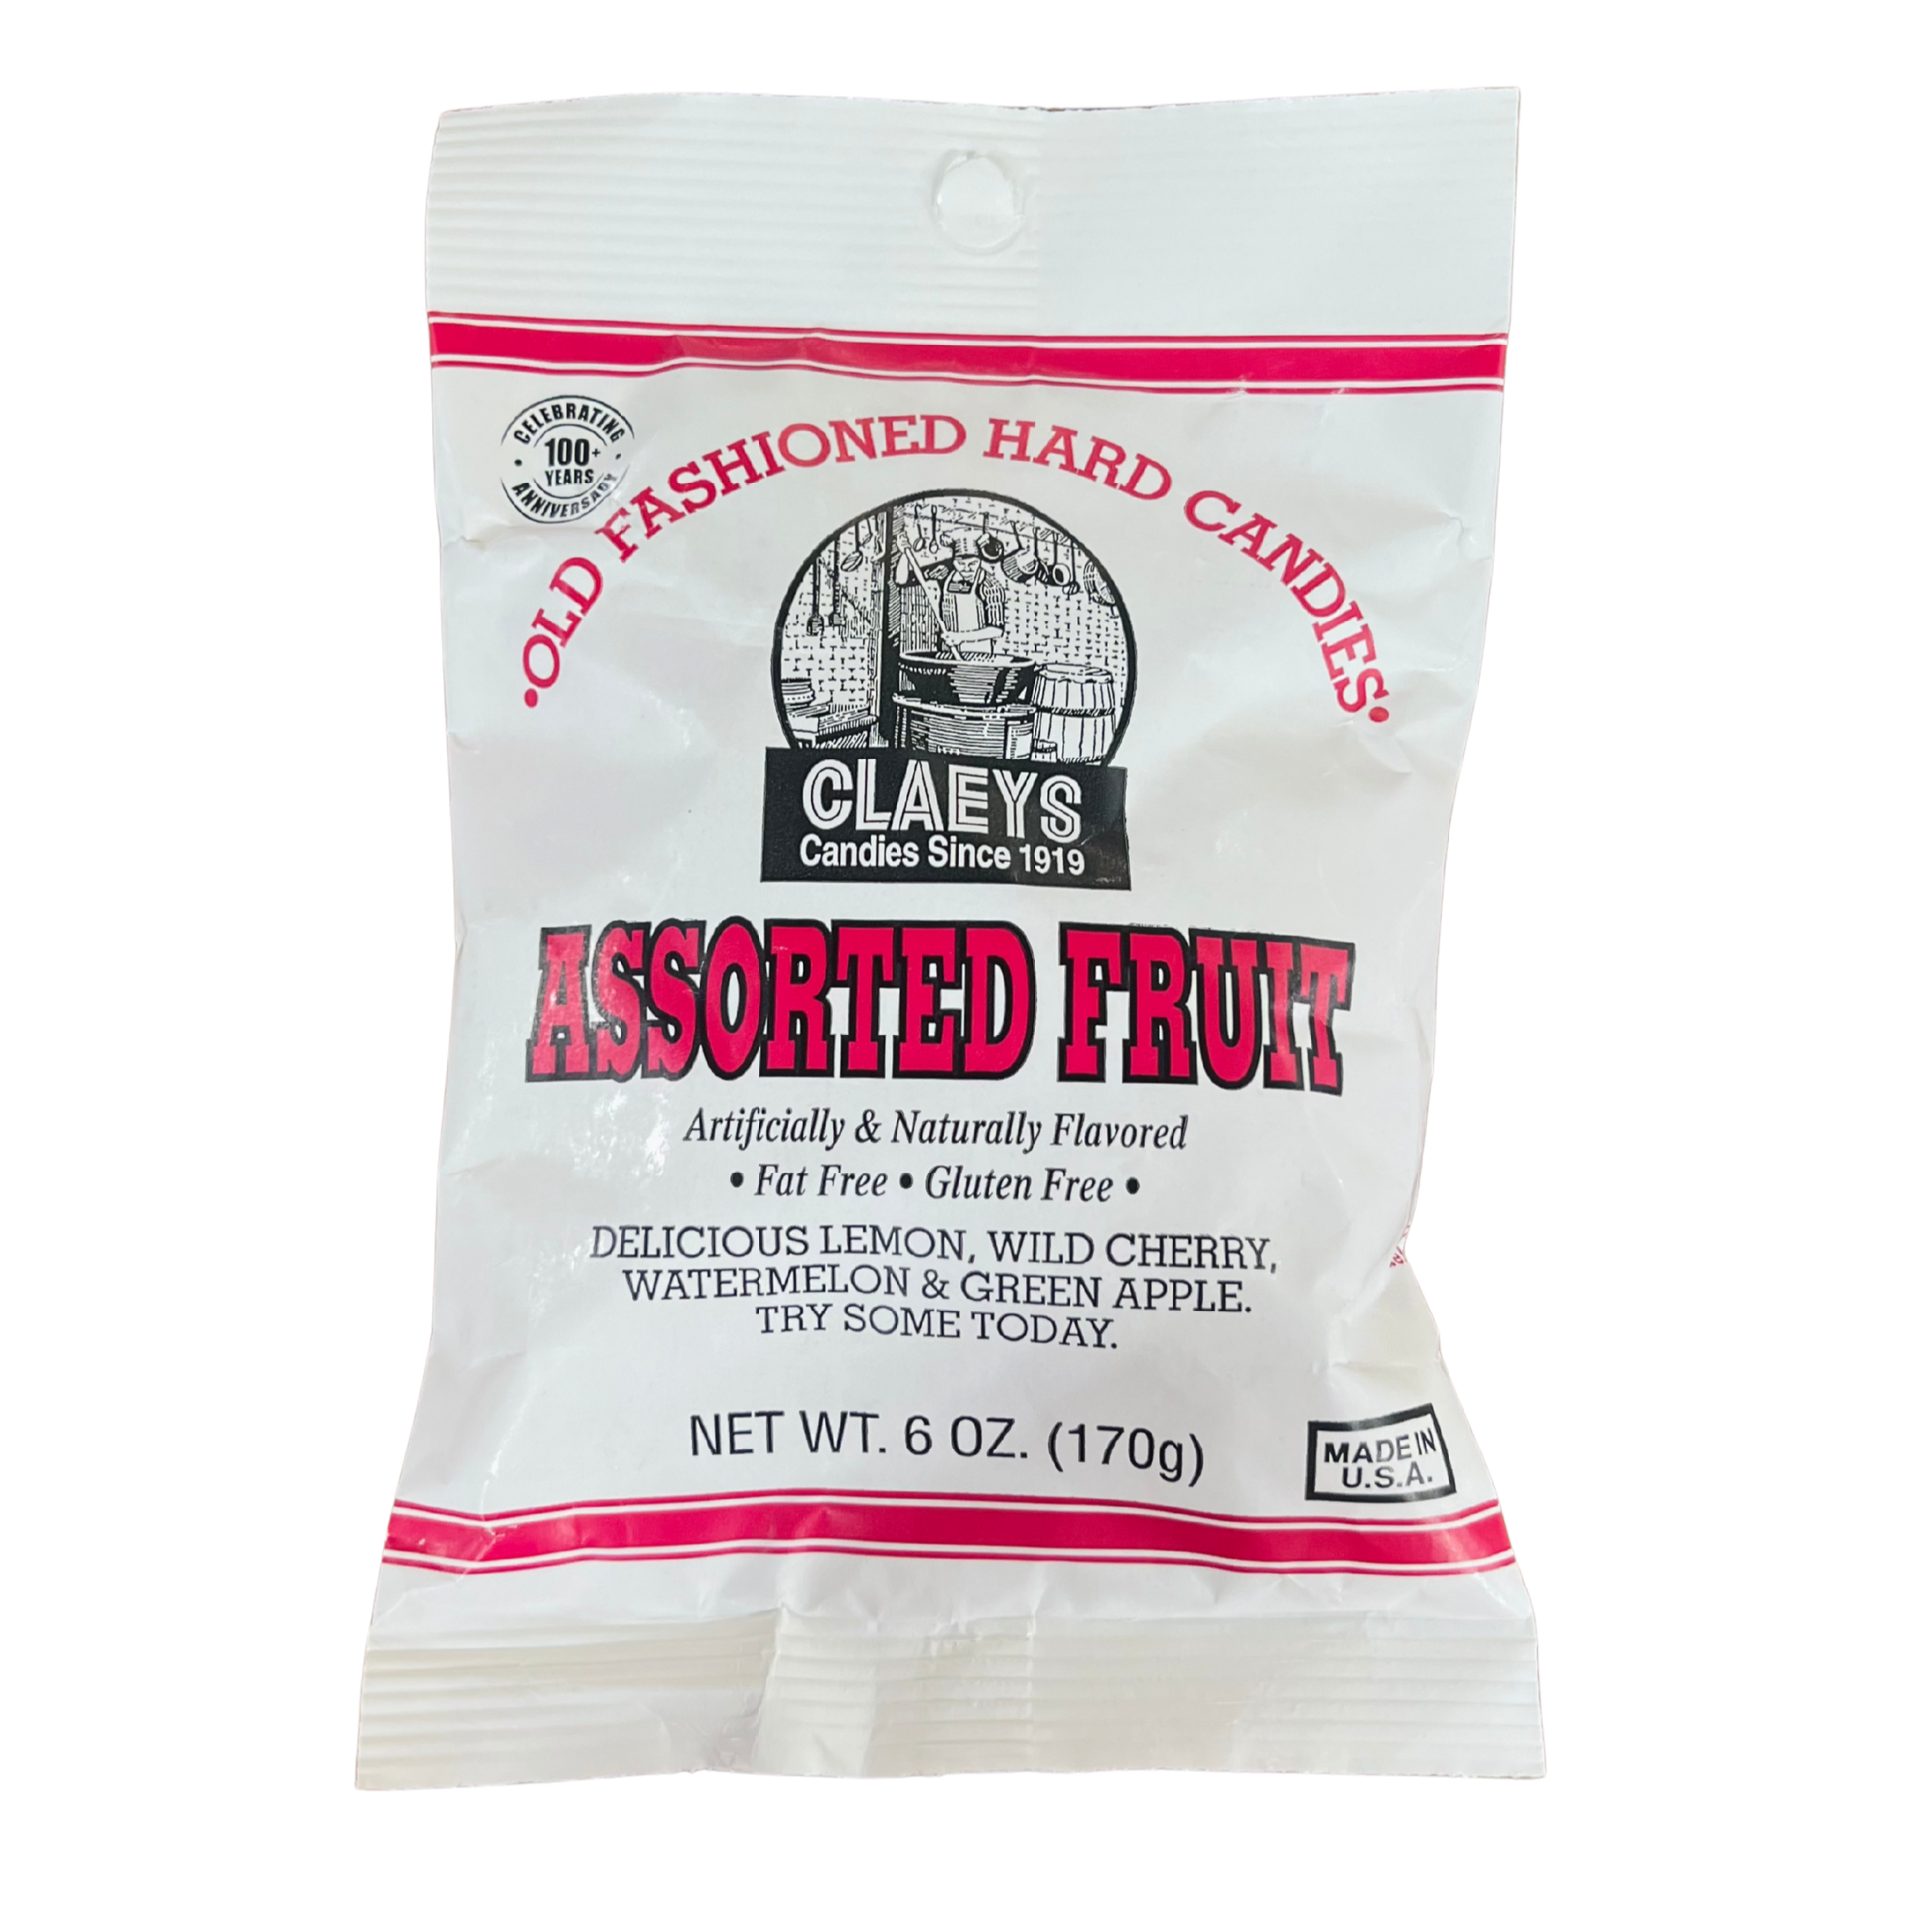 CELEBRATING
100+
YEARS
ANNIVERSARY
•OLD FASHIONED HARD CANDIES•
CLAEYS
Candies Since 1919
ASSORTED FRUIT
Artificially & Naturally Flavored
• Fat Free • Gluten Free •
DELICIOUS LEMON, WILD CHERRY,
WATERMELON & GREEN APPLE.
TRY SOME TODAY.
NET WT. 6 OZ. (170g)
MADE IN
U.S.A.